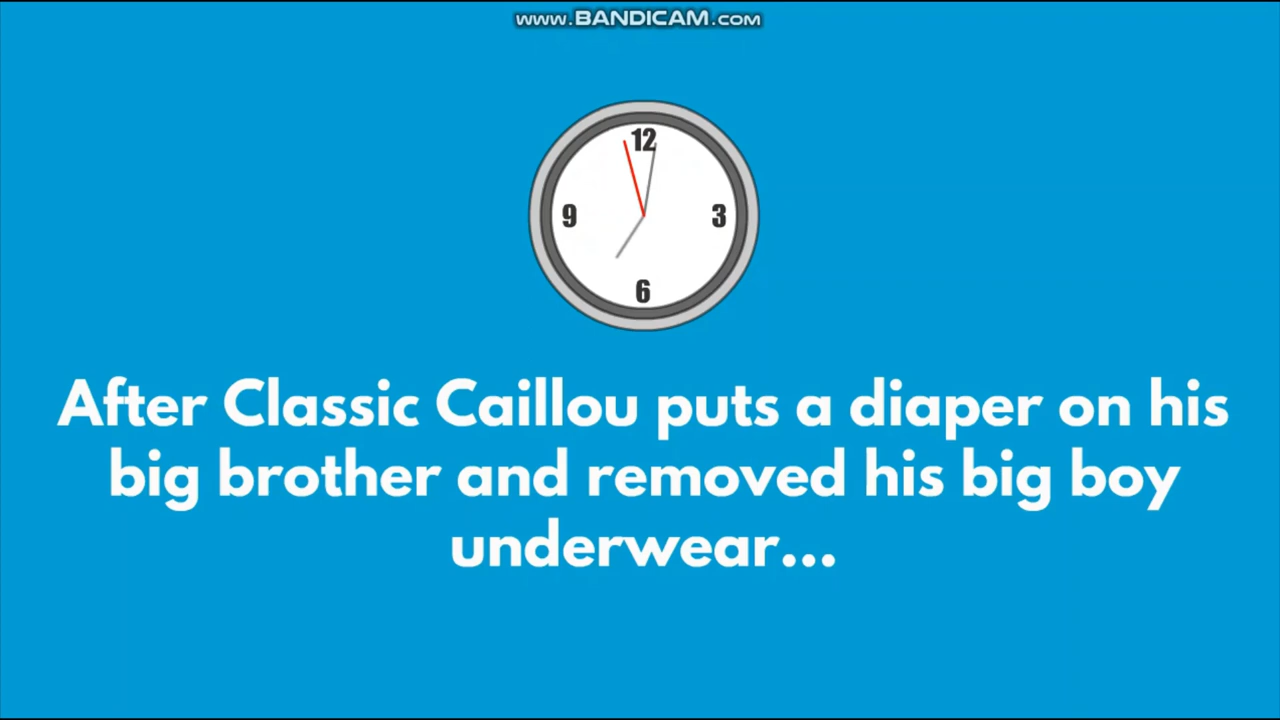 www.BANDICAM.com
12
9 3
6
After Classic Caillou puts a diaper on his
big brother and removed his big boy
underwear...